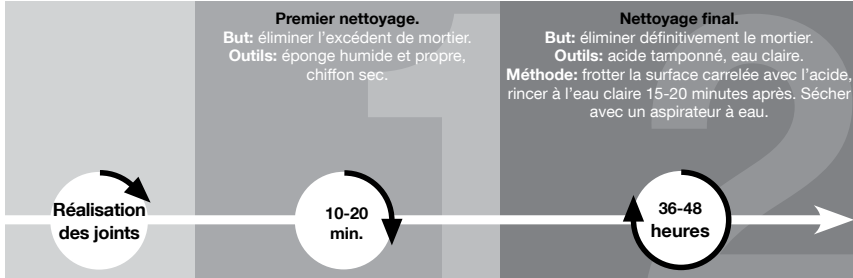 Premier nettoyage.
But: éliminer l'excédent de mortier.
Outils: éponge humide et propre,
chiffon sec.
1
Nettoyage final.
But: éliminer définitivement le mortier.
Outils: acide tamponné, eau claire.
Méthode: frotter la surface carrelée avec l'acide,
rincer à l'eau claire 15-20 minutes après. Sécher
avec un aspirateur à eau.
2
Réalisation
des joints
10-20
min.
36-48
heures